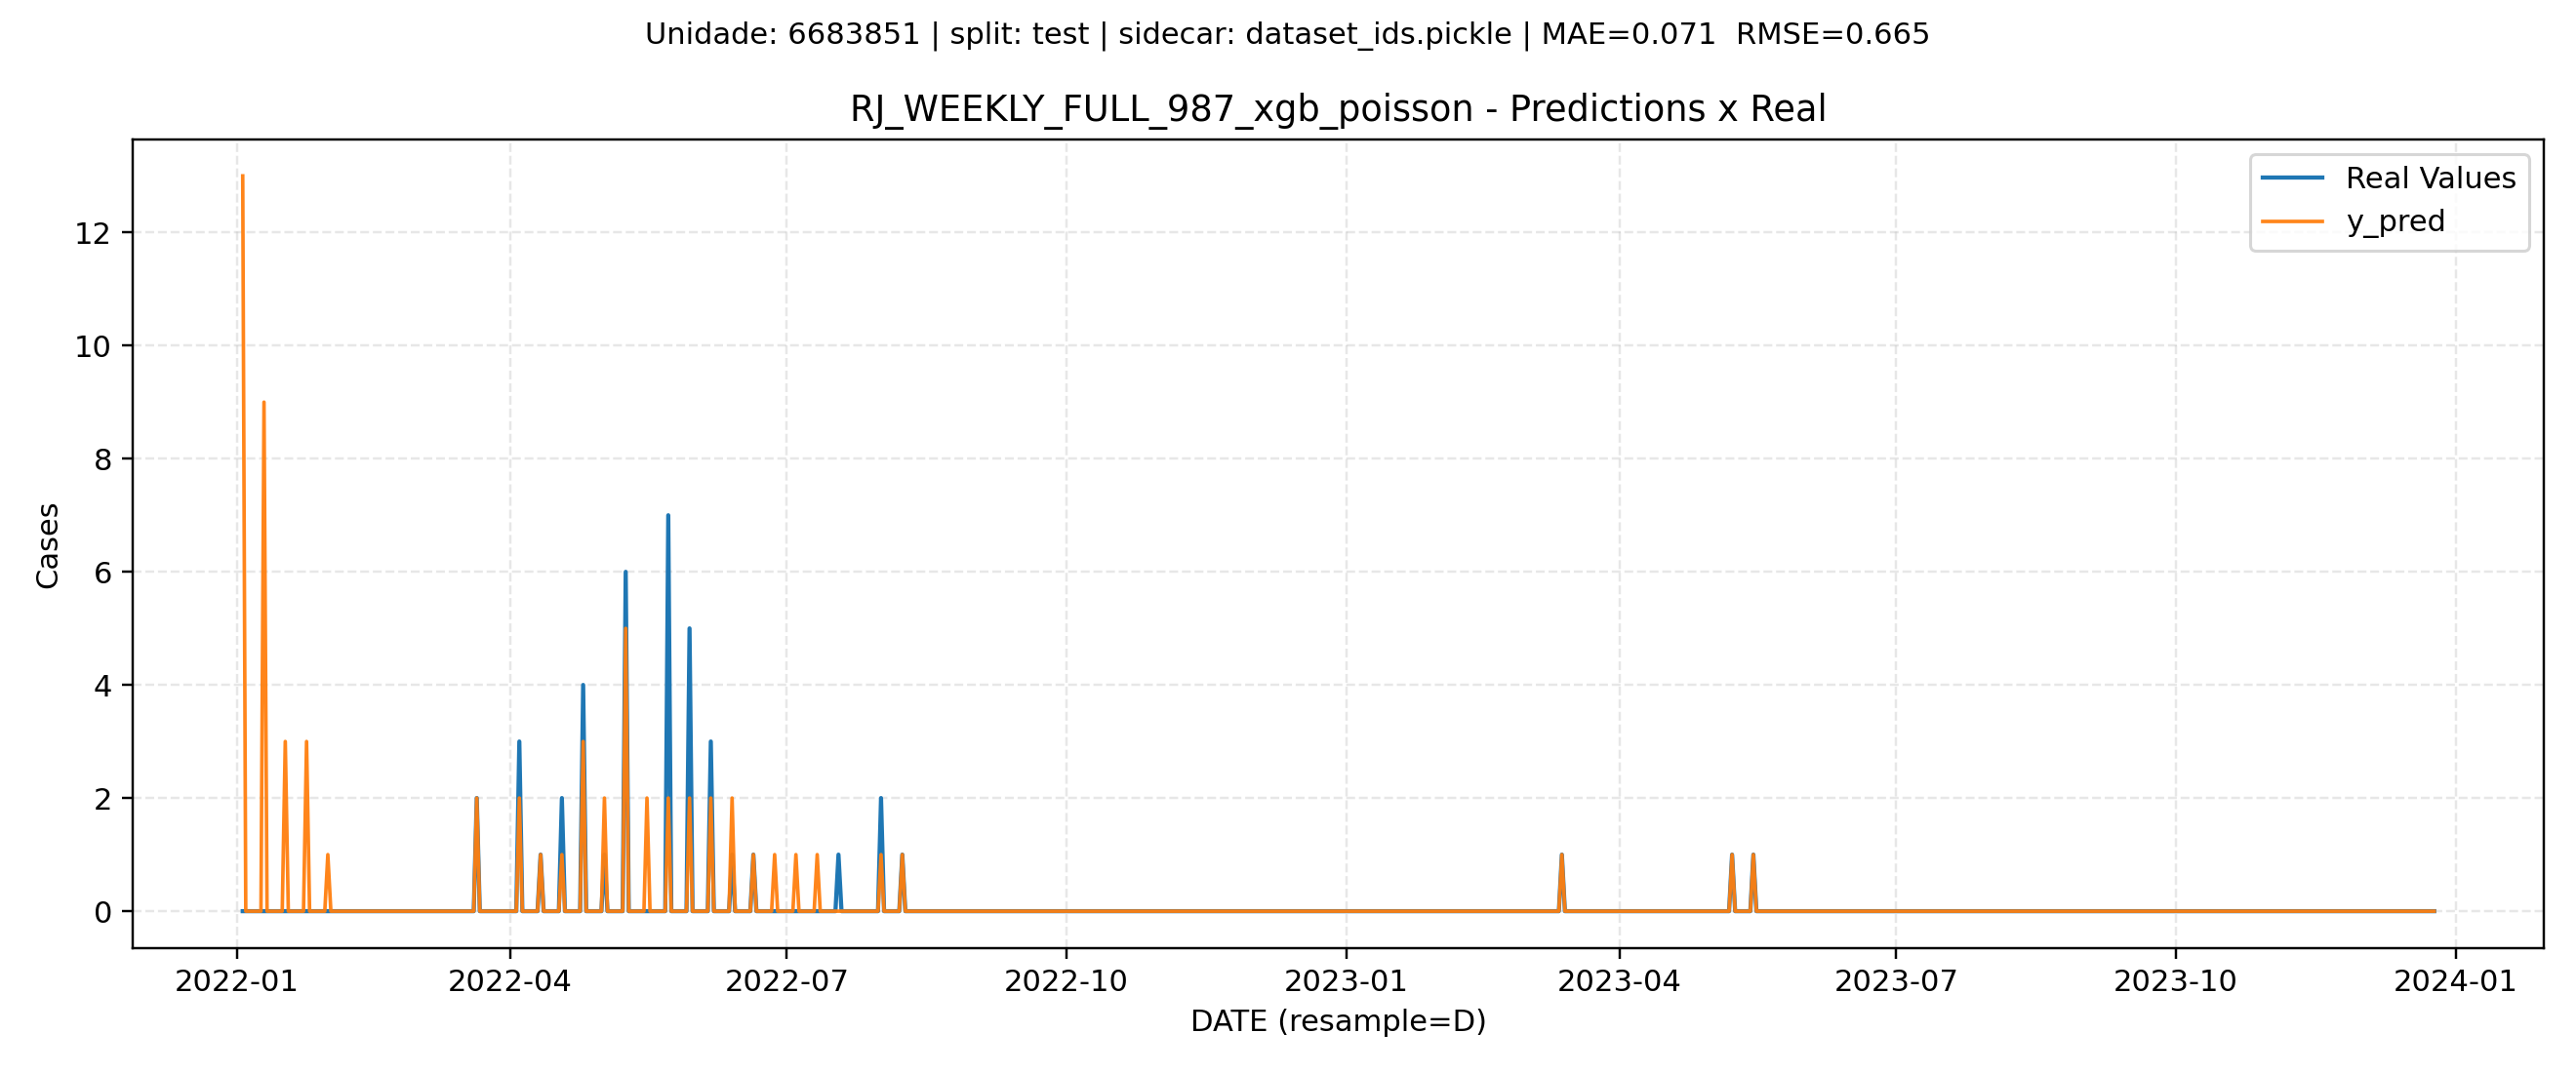 Unidade: 6683851 | split: test | sidecar: dataset_ids.pickle | MAE=0.071  RMSE=0.665
RJ_WEEKLY_FULL_987_xgb_poisson - Predictions x Real
Real Values
y_pred
Cases
12
10
8
6
4
2
0
2022-01
2022-04
2022-07
2022-10
2023-01
2023-04
2023-07
2023-10
2024-01
DATE (resample=D)